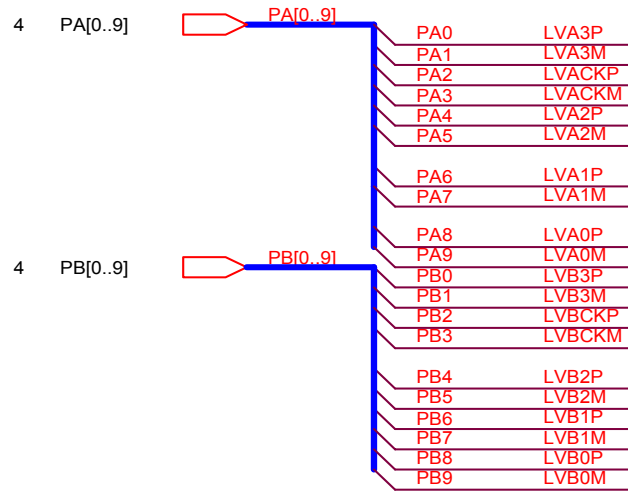 4 PA[0..9] PA[0..9]
PA0 LVA3P
PA1 LVA3M
PA2 LVACKP
PA3 LVACKM
PA4 LVA2P
PA5 LVA2M
PA6 LVA1P
PA7 LVA1M
PA8 LVA0P
PA9 LVA0M
4 PB[0..9] PB[0..9]
PB0 LVB3P
PB1 LVB3M
PB2 LVBCKP
PB3 LVBCKM
PB4 LVB2P
PB5 LVB2M
PB6 LVB1P
PB7 LVB1M
PB8 LVB0P
PB9 LVB0M